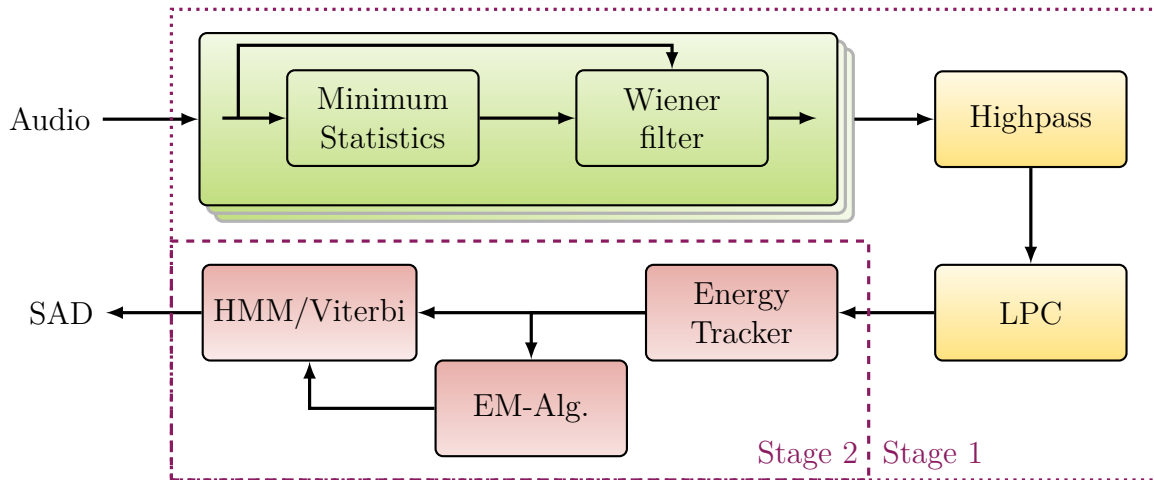 Audio
Minimum
Statistics
Wiener
filter
Highpass
SAD
HMM/Viterbi
Energy
Tracker
LPC
EM-Alg.
Stage 2
Stage 1